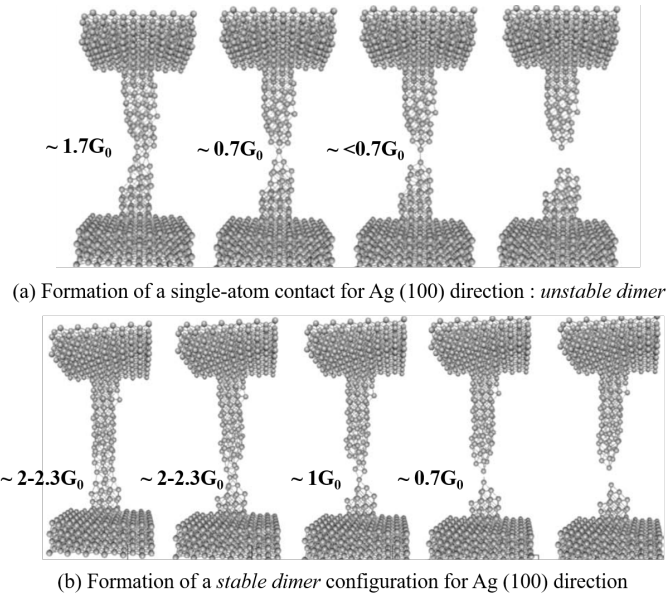 ~ 1.7G₀
~ 0.7G₀
~ <0.7G₀
(a) Formation of a single-atom contact for Ag (100) direction : unstable dimer
~ 2-2.3G₀
~ 2-2.3G₀
~ 1G₀
~ 0.7G₀
(b) Formation of a stable dimer configuration for Ag (100) direction